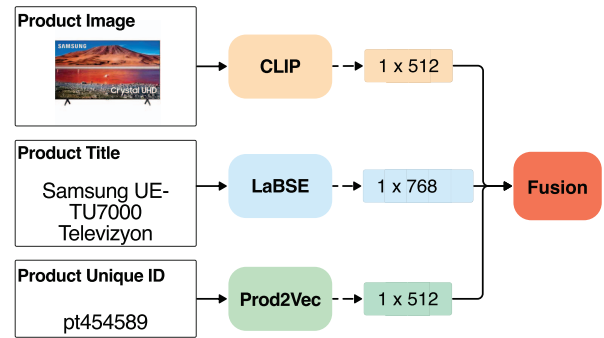 Product Image
SAMSUNG
Crystal UHD
CLIP
1 x 512
Product Title
Samsung UE-
TU7000
Televizyon
LaBSE
1 x 768
Fusion
Product Unique ID
pt454589
Prod2Vec
1 x 512